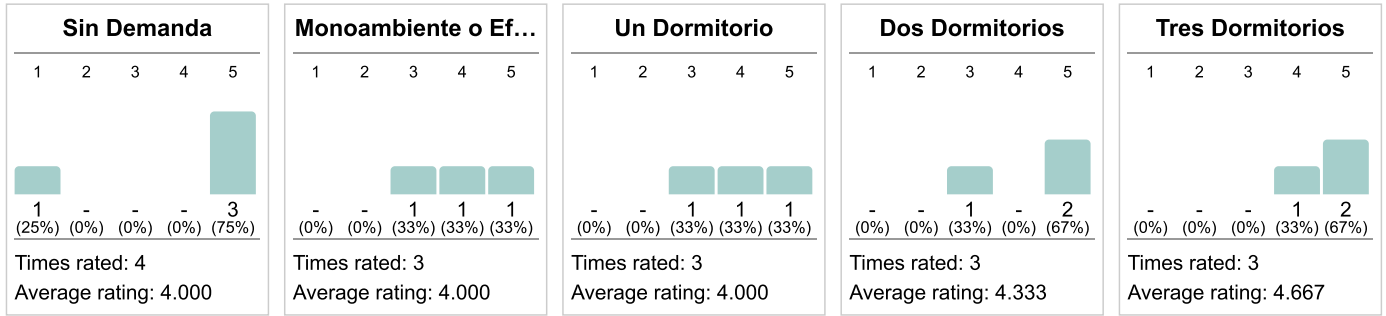 Sin Demanda
1 2 3 4 5
1 - - - 3
(25%) (0%) (0%) (0%) (75%)
Times rated: 4
Average rating: 4.000
Monoambiente o Ef…
1 2 3 4 5
- - 1 1 1
(0%) (0%) (33%) (33%) (33%)
Times rated: 3
Average rating: 4.000
Un Dormitorio
1 2 3 4 5
- - 1 1 1
(0%) (0%) (33%) (33%) (33%)
Times rated: 3
Average rating: 4.000
Dos Dormitorios
1 2 3 4 5
- - 1 - 2
(0%) (0%) (33%) (0%) (67%)
Times rated: 3
Average rating: 4.333
Tres Dormitorios
1 2 3 4 5
- - - 1 2
(0%) (0%) (0%) (33%) (67%)
Times rated: 3
Average rating: 4.667